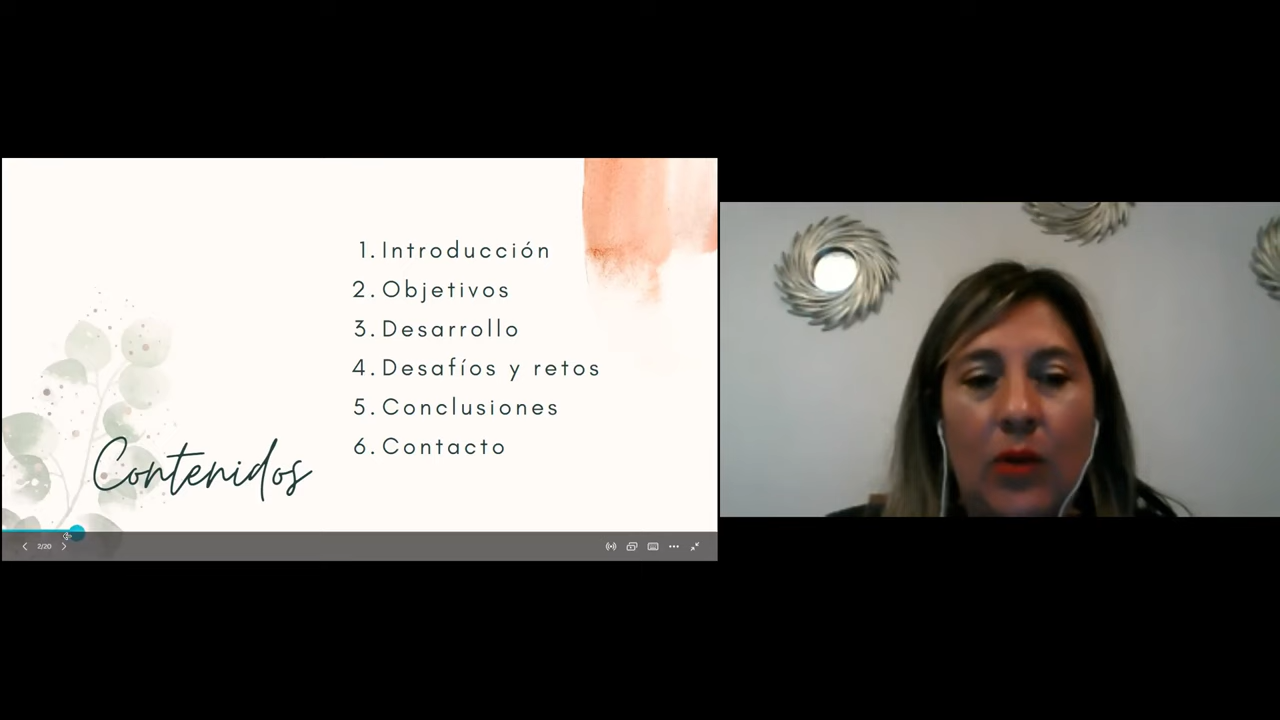 1. Introducción
2. Objetivos
3. Desarrollo
4. Desafíos y retos
5. Conclusiones
6. Contacto
Contenidos
2/20